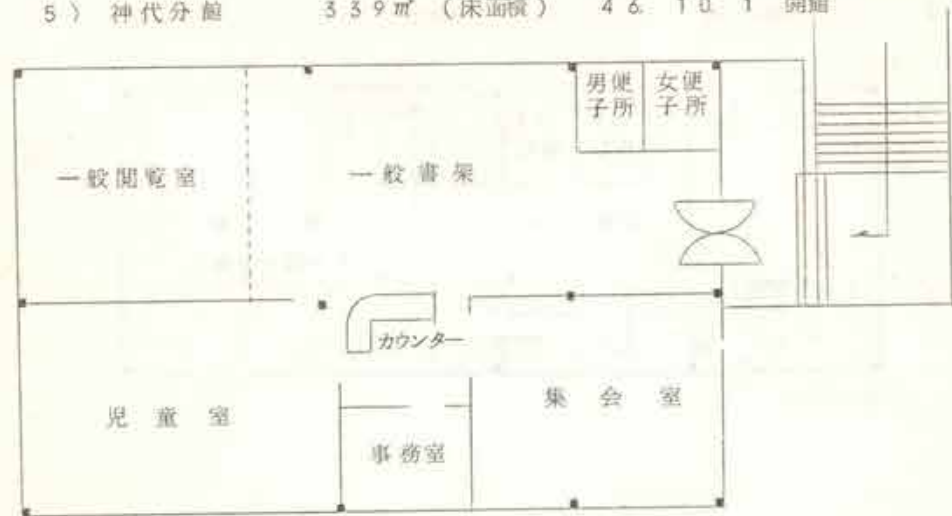 5） 神代分館 339㎡（床面積） 46. 10. 1 開館
男子便所
女子便所
一般閲覧室
一般書架
カウンター
児童室
集会室
事務室